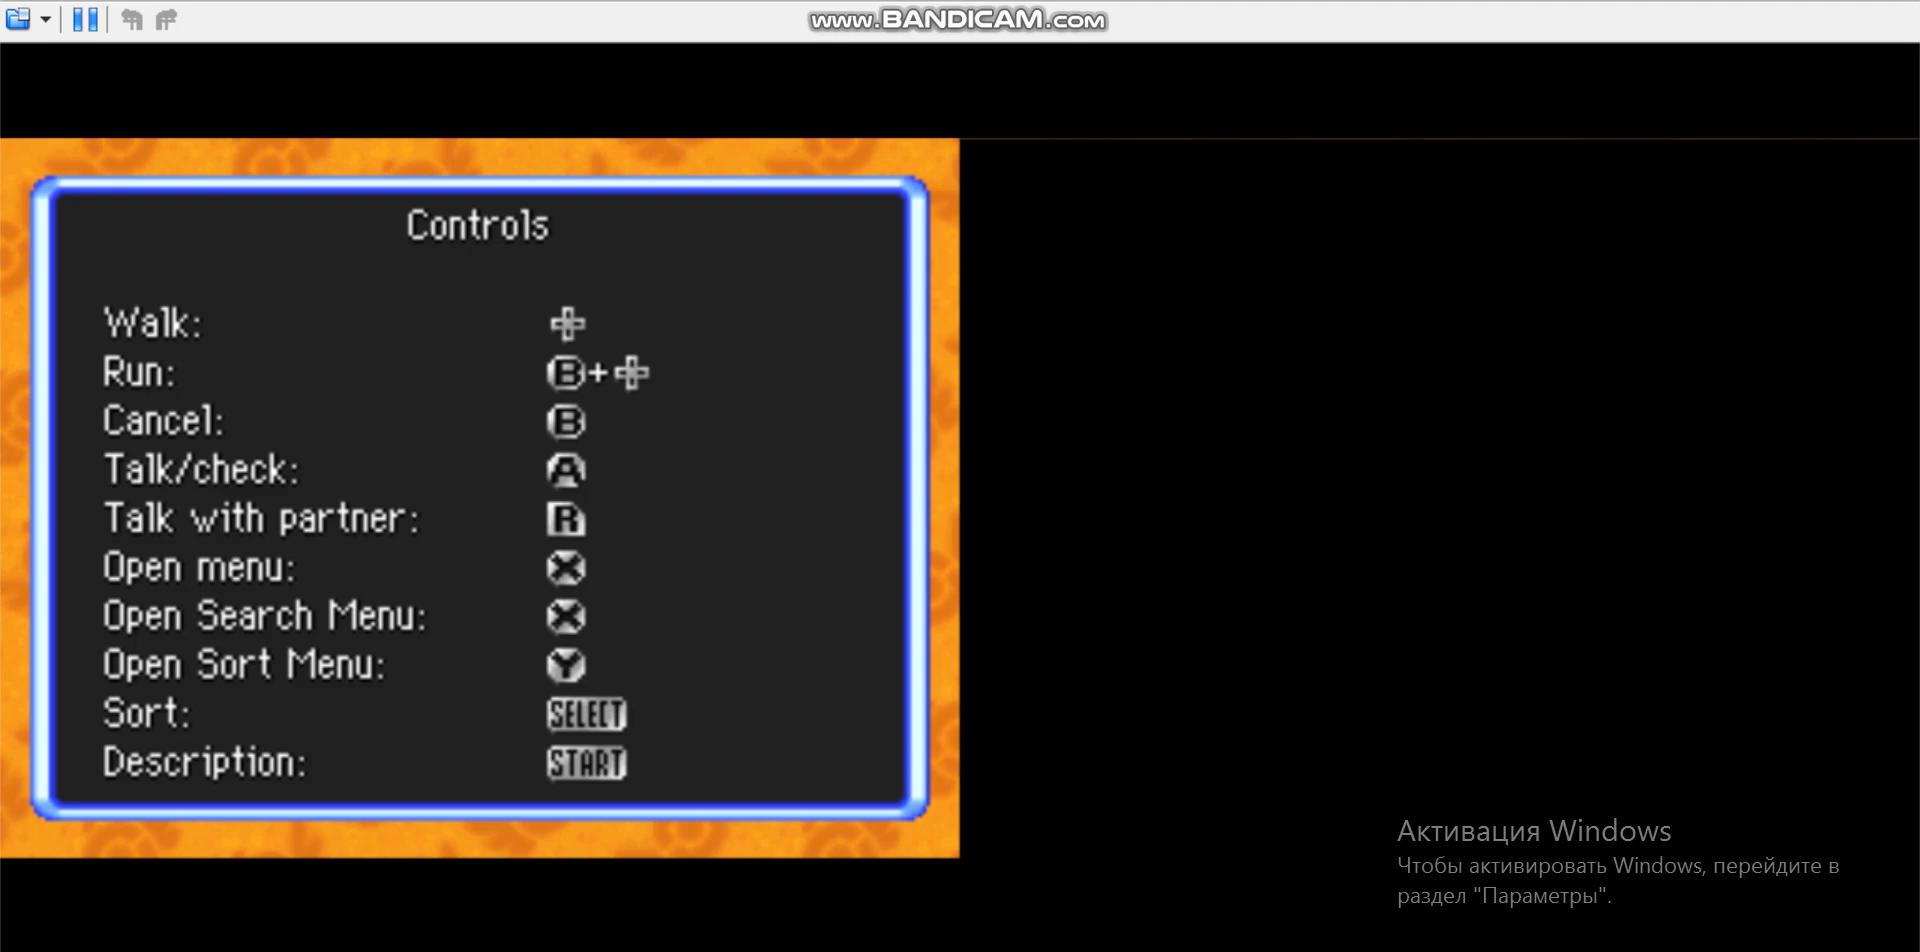 www.BANDICAM.com
Controls
Walk:
Run: B+
Cancel: B
Talk/check: A
Talk with partner: R
Open menu: X
Open Search Menu: X
Open Sort Menu: Y
Sort: SELECT
Description: START
Активация Windows
Чтобы активировать Windows, перейдите в
раздел "Параметры".